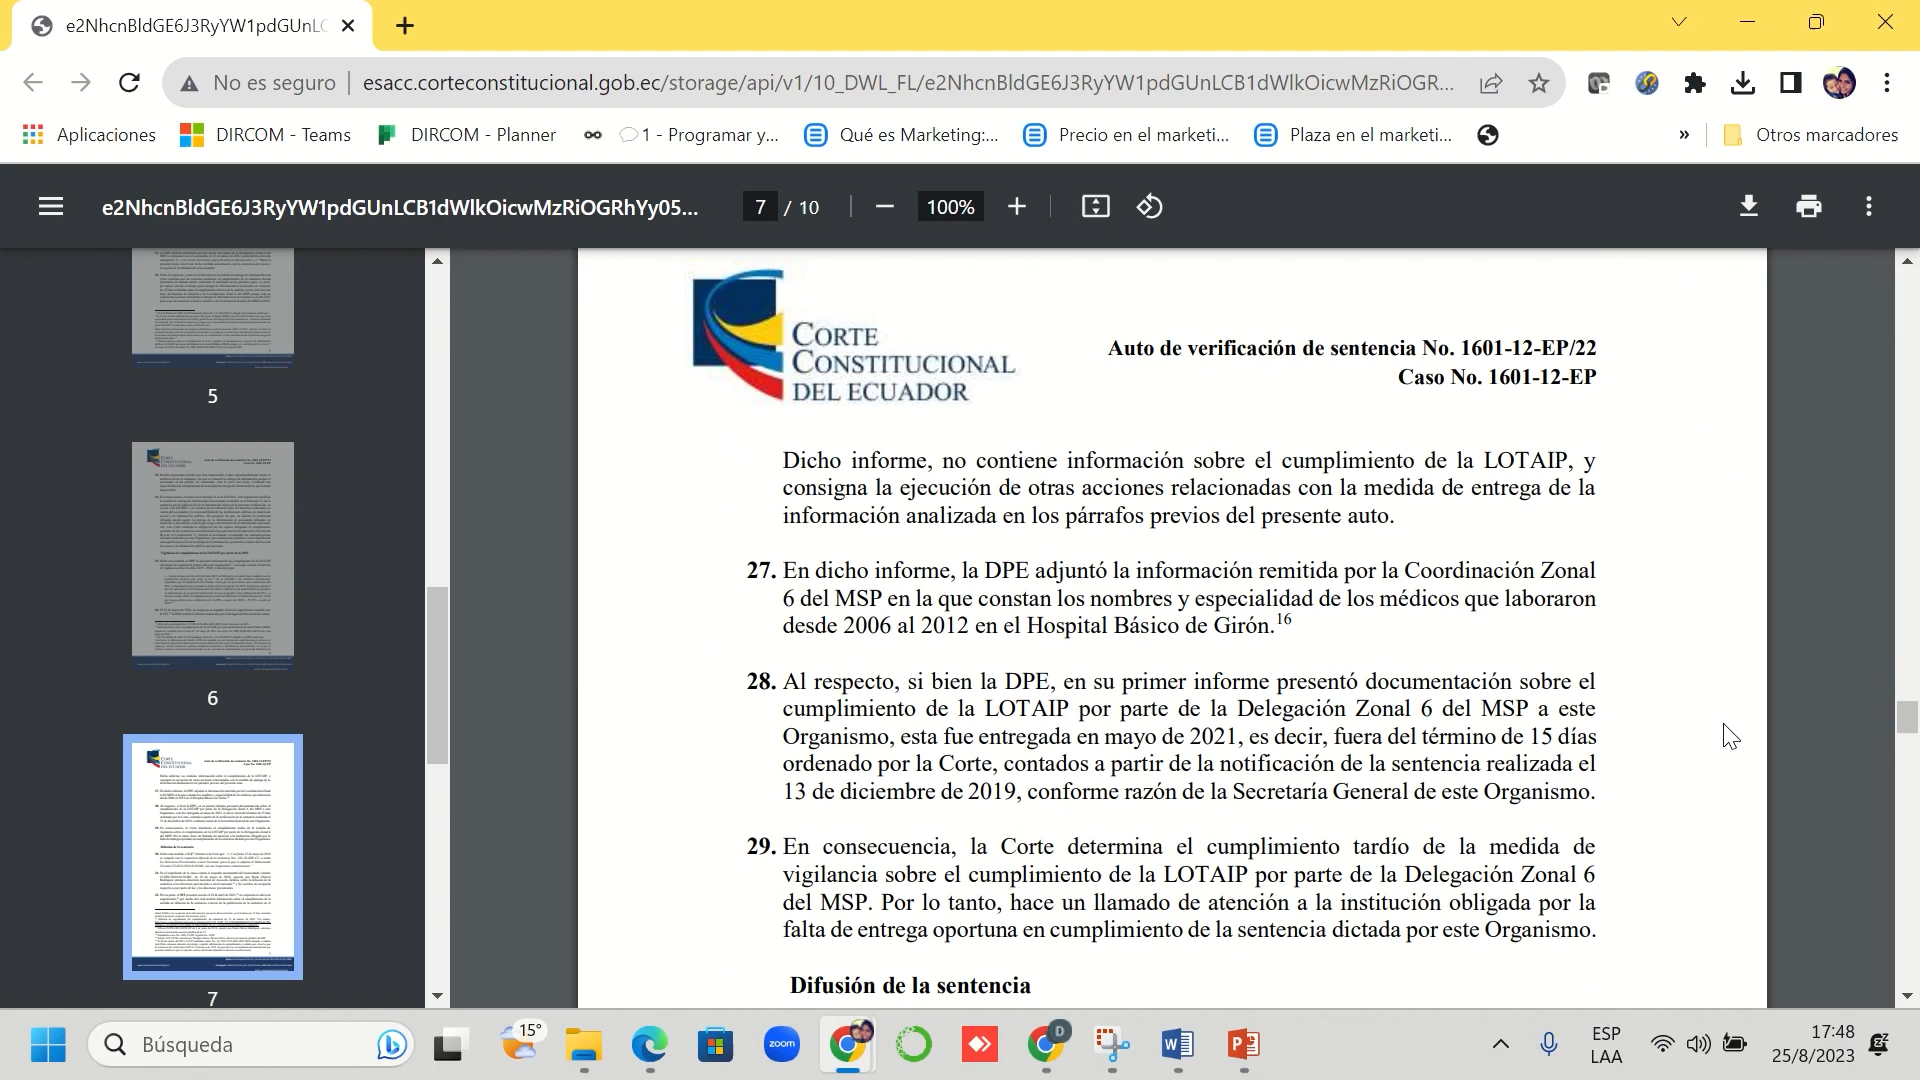 e2NhcnBldGE6J3RyYW1pdGUnLC
No es seguro
esacc.corteconstitucional.gob.ec/storage/api/v1/10_DWL_FL/e2NhcnBldGE6J3RyYW1pdGUnLCB1dWlkOicwMzRiOGR...
Aplicaciones
DIRCOM - Teams
DIRCOM - Planner
1 - Programar y...
Qué es Marketing:...
Precio en el marketi...
Plaza en el marketi...
»
Otros marcadores
e2NhcnBldGE6J3RyYW1pdGUnLCB1dWlkOicwMzRiOGRhYy05...
7 / 10
100%
5
6
7
CORTE
CONSTITUCIONAL
DEL ECUADOR
Auto de verificación de sentencia No. 1601-12-EP/22
Caso No. 1601-12-EP
Dicho informe, no contiene información sobre el cumplimiento de la LOTAIP, y
consigna la ejecución de otras acciones relacionadas con la medida de entrega de la
información analizada en los párrafos previos del presente auto.
27. En dicho informe, la DPE adjuntó la información remitida por la Coordinación Zonal
6 del MSP en la que constan los nombres y especialidad de los médicos que laboraron
desde 2006 al 2012 en el Hospital Básico de Girón.16
28. Al respecto, si bien la DPE, en su primer informe presentó documentación sobre el
cumplimiento de la LOTAIP por parte de la Delegación Zonal 6 del MSP a este
Organismo, esta fue entregada en mayo de 2021, es decir, fuera del término de 15 días
ordenado por la Corte, contados a partir de la notificación de la sentencia realizada el
13 de diciembre de 2019, conforme razón de la Secretaría General de este Organismo.
29. En consecuencia, la Corte determina el cumplimiento tardío de la medida de
vigilancia sobre el cumplimiento de la LOTAIP por parte de la Delegación Zonal 6
del MSP. Por lo tanto, hace un llamado de atención a la institución obligada por la
falta de entrega oportuna en cumplimiento de la sentencia dictada por este Organismo.
Difusión de la sentencia
Búsqueda
15°
zoom
D
ESP
LAA
17:48
25/8/2023